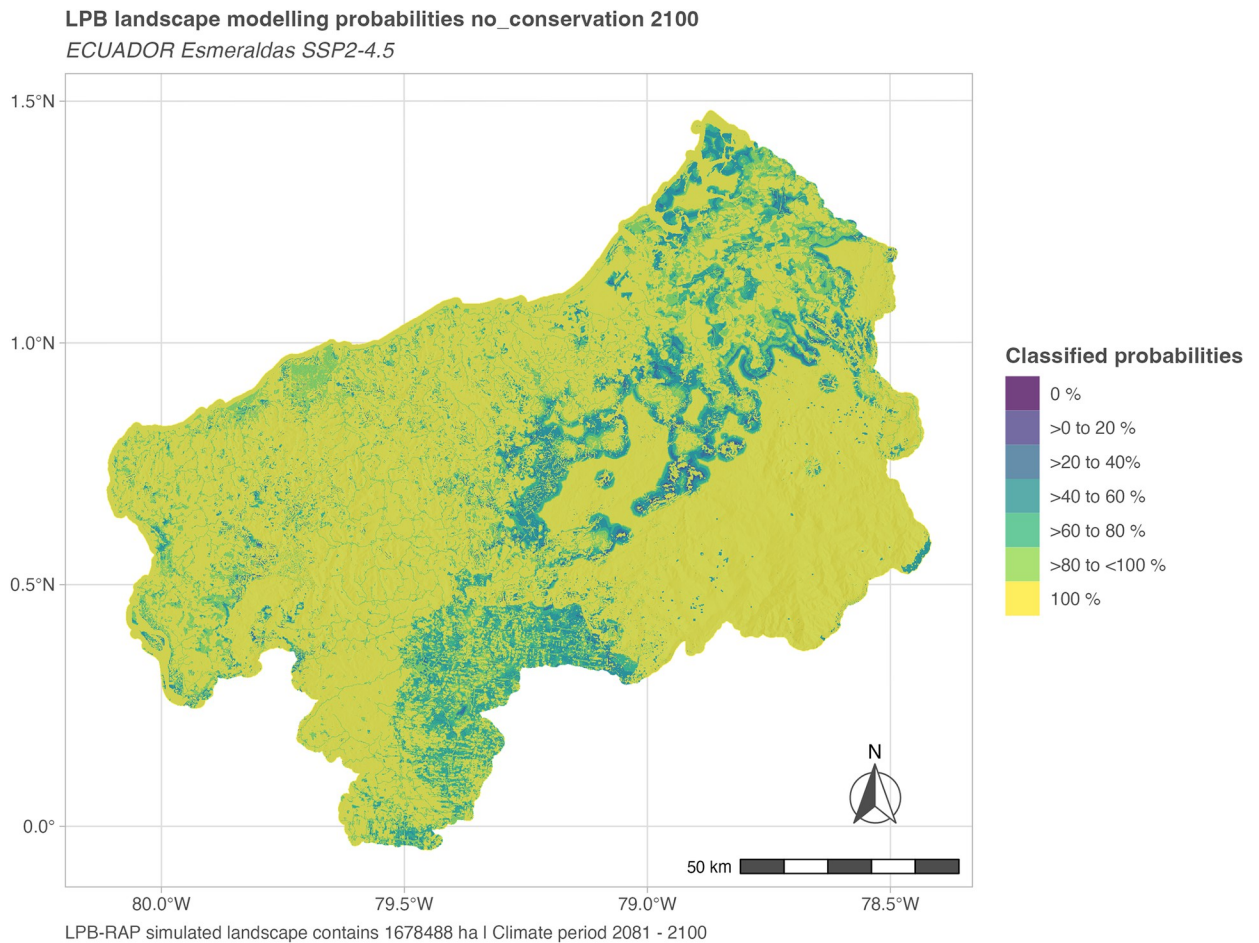 LPB landscape modelling probabilities no_conservation 2100
ECUADOR Esmeraldas SSP2-4.5
1.5°N
1.0°N
0.5°N
0.0°
80.0°W
79.5°W
79.0°W
78.5°W
N
50 km
Classified probabilities
0 %
>0 to 20 %
>20 to 40%
>40 to 60 %
>60 to 80 %
>80 to <100 %
100 %
LPB-RAP simulated landscape contains 1678488 ha l Climate period 2081 - 2100